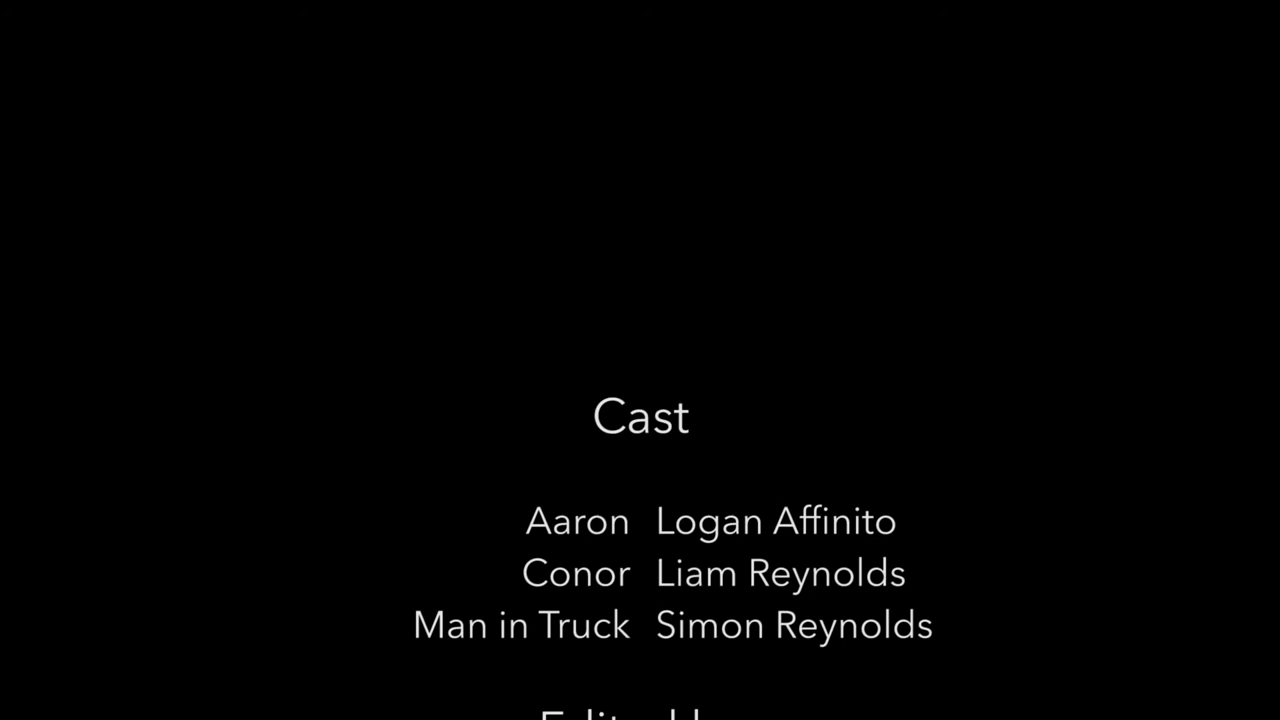 Cast
Aaron Logan Affinito
Conor Liam Reynolds
Man in Truck Simon Reynolds